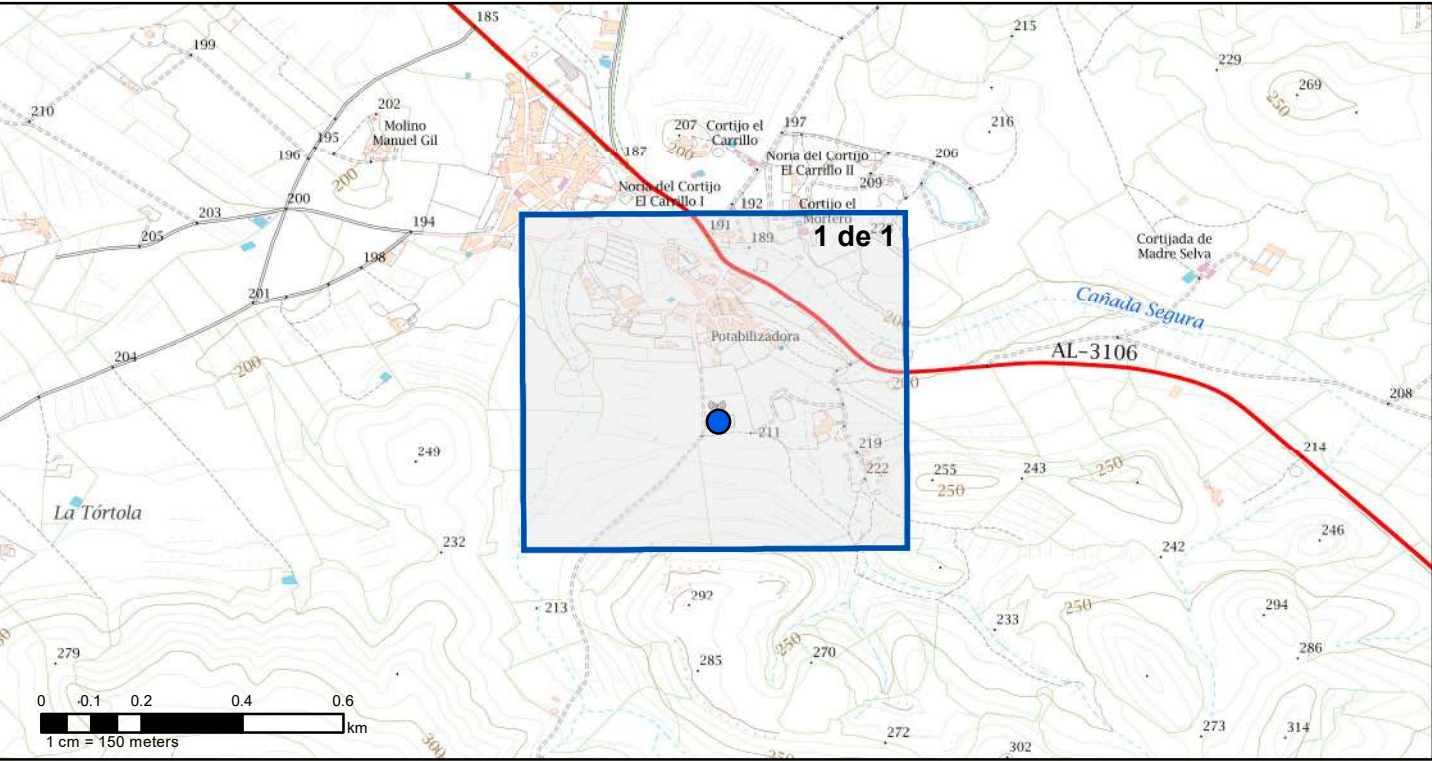 185
199
215
229
269
250
210
202
Molino
Manuel Gil
195
196
200
207
Cortijo el
Carrillo
200
197
216
187
Noria del Cortijo
El Carrillo II
206
209
200
203
205
194
198
201
Noria del Cortijo
El Carrillo I
192
Cortijo el
Mortero
191
189
1 de 1
Cortijada de
Madre Selva
Cañada Segura
AL-3106
200
200
Potabilizadora
204
200
208
211
219
222
249
255
250
243
250
214
La Tórtola
232
246
242
213
292
250
233
250
294
286
279
285
270
0 0.1 0.2 0.4 0.6
km
1 cm = 150 meters
300
272
302
273
314